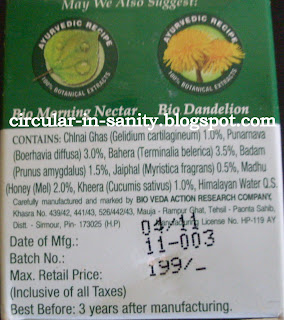 May We Also Suggest:
AYURVEDIC RECIPE
100% BOTANICAL EXTRACTS
AYURVEDIC RECIPE
100% BOTANICAL EXTRACTS
circular-in-sanity.blogspot.com
Bio Morning Nectar
Bio Dandelion
CONTAINS: Chlnai Ghas (Gelidium cartilagineum) 1.0%, Punarnava
(Boerhavia diffusa) 3.0%, Bahera (Terminalia belerica) 3.5%, Badam
(Prunus amygdalus) 1.5%, Jaiphal (Myristica fragrans) 0.5%, Madhu
(Honey (Mel) 2.0%, Kheera (Cucumis sativus) 1.0%, Himalayan Water Q.S.
Carefully manufactured and marked by BIO VEDA ACTION RESEARCH COMPANY,
Khasra No. 439/42, 441/43, 526/442/43, Mauja - Rampur Ghat, Tehsil - Paonta Sahib,
Distt. - Sirmour, Pin- 173025 (H.P) Manufacturing License No. HP-119 AY
Date of Mfg.: 04/11
Batch No.: 11-003
Max. Retail Price: 199/-
(Inclusive of all Taxes)
Best Before: 3 years after manufacturing.